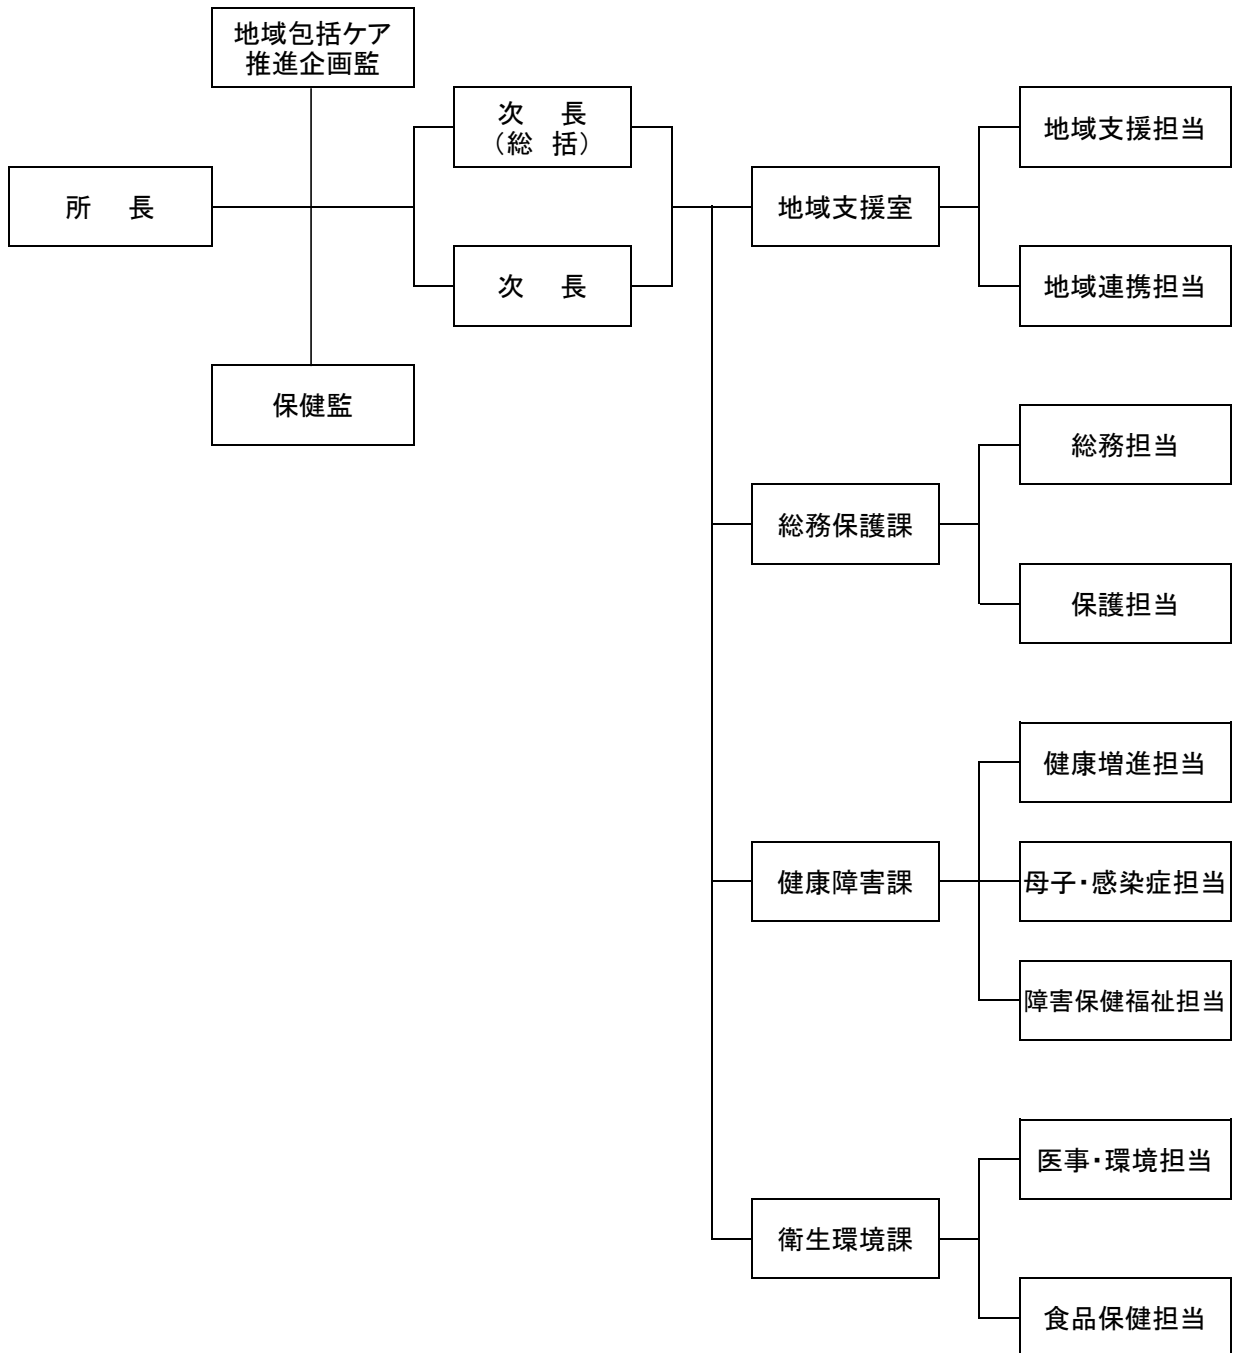 地域包括ケア
推進企画監
所　長
次　長
（総 括）
次　長
保健監
地域支援室
地域支援担当
地域連携担当
総務保護課
総務担当
保護担当
健康障害課
健康増進担当
母子・感染症担当
障害保健福祉担当
衛生環境課
医事・環境担当
食品保健担当